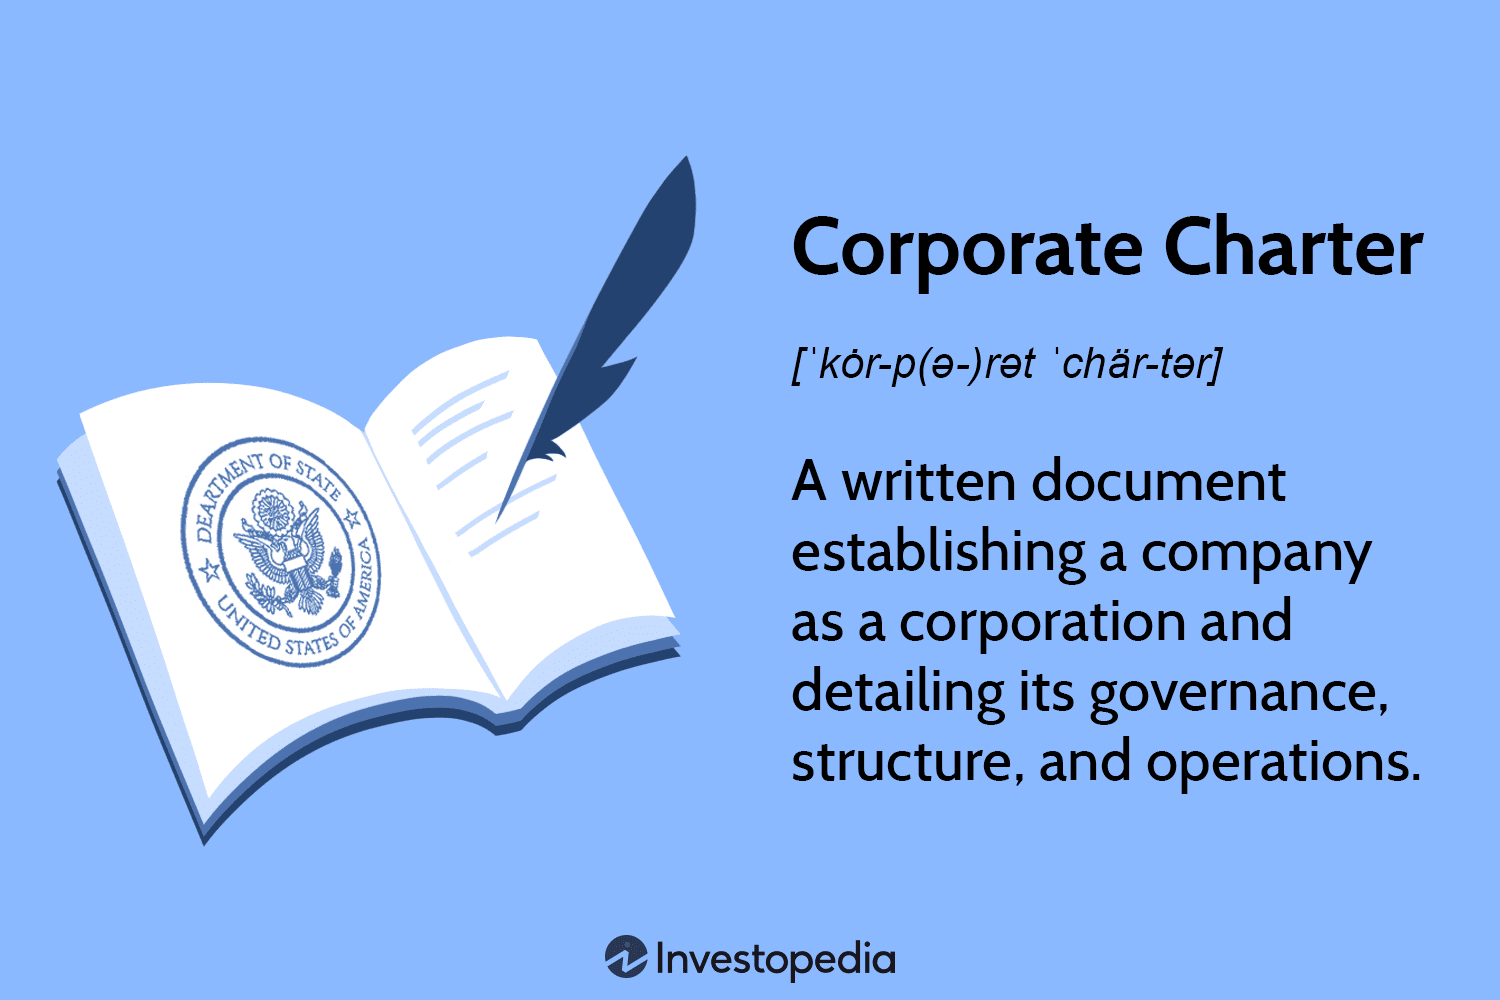 Corporate Charter
[ˈkȯr-p(ə-)rət ˈchär-tər]
A written document
establishing a company
as a corporation and
detailing its governance,
structure, and operations.
DEARTMENT OF STATE
UNITED STATES OF AMERICA
Investopedia